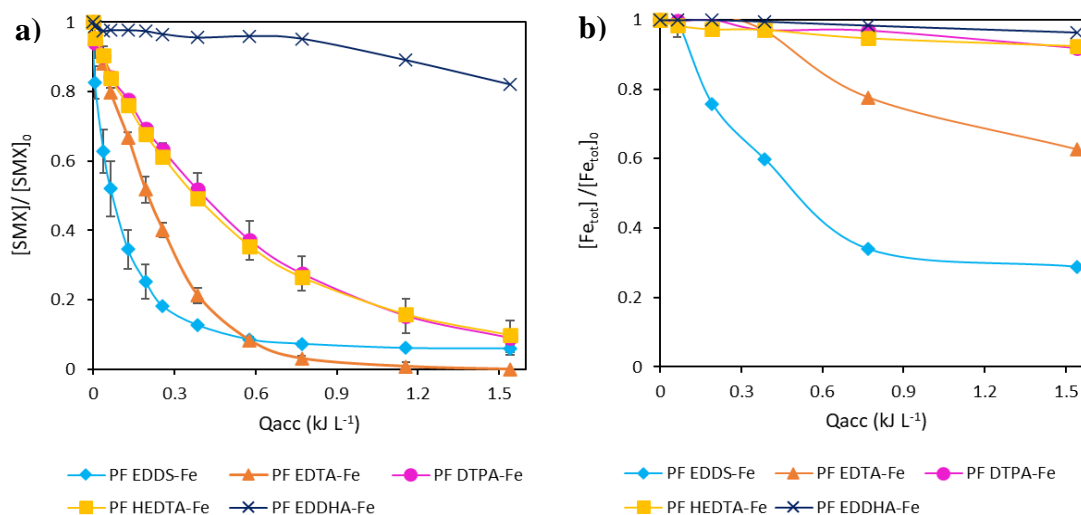 a)
[SMX]/ [SMX]0
1
0.8
0.6
0.4
0.2
0
0 0.3 0.6 0.9 1.2 1.5
Qacc (kJ L-1)
PF EDDS-Fe PF EDTA-Fe PF DTPA-Fe
PF HEDTA-Fe PF EDDHA-Fe
b)
[Fetot] /[Fetot]0
1
0.8
0.6
0.4
0.2
0
0 0.3 0.6 0.9 1.2 1.5
Qacc (kJ L-1)
PF EDDS-Fe PF EDTA-Fe PF DTPA-Fe
PF HEDTA-Fe PF EDDHA-Fe